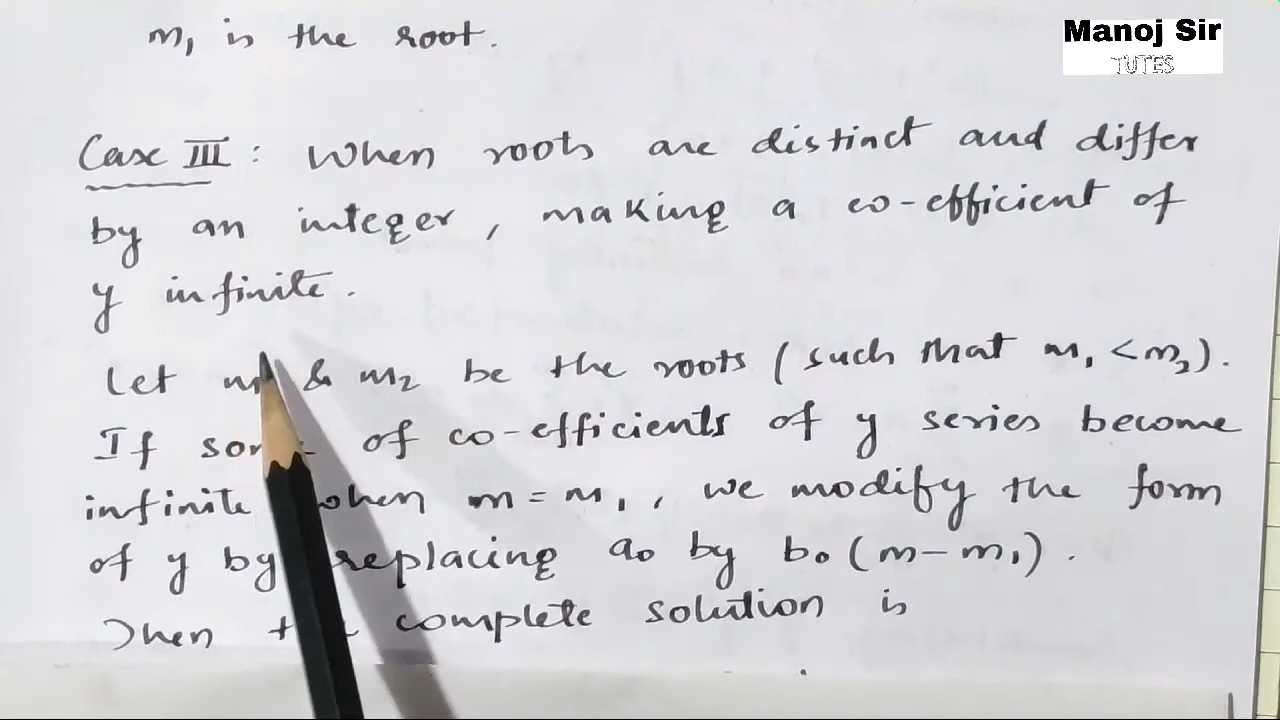 m₁ is the root.
Manoj Sir
TUTES
Case III : When roots are distinct and differ
by an integer, making a co-efficient of
y infinite.
Let m₁ & m₂ be the roots (such that m₁ < m₂).
If of co-efficients of y series become
infinite when m = m₁, we modify the form
of y by replacing a₀ by b₀ (m - m₁).
Then complete solution is